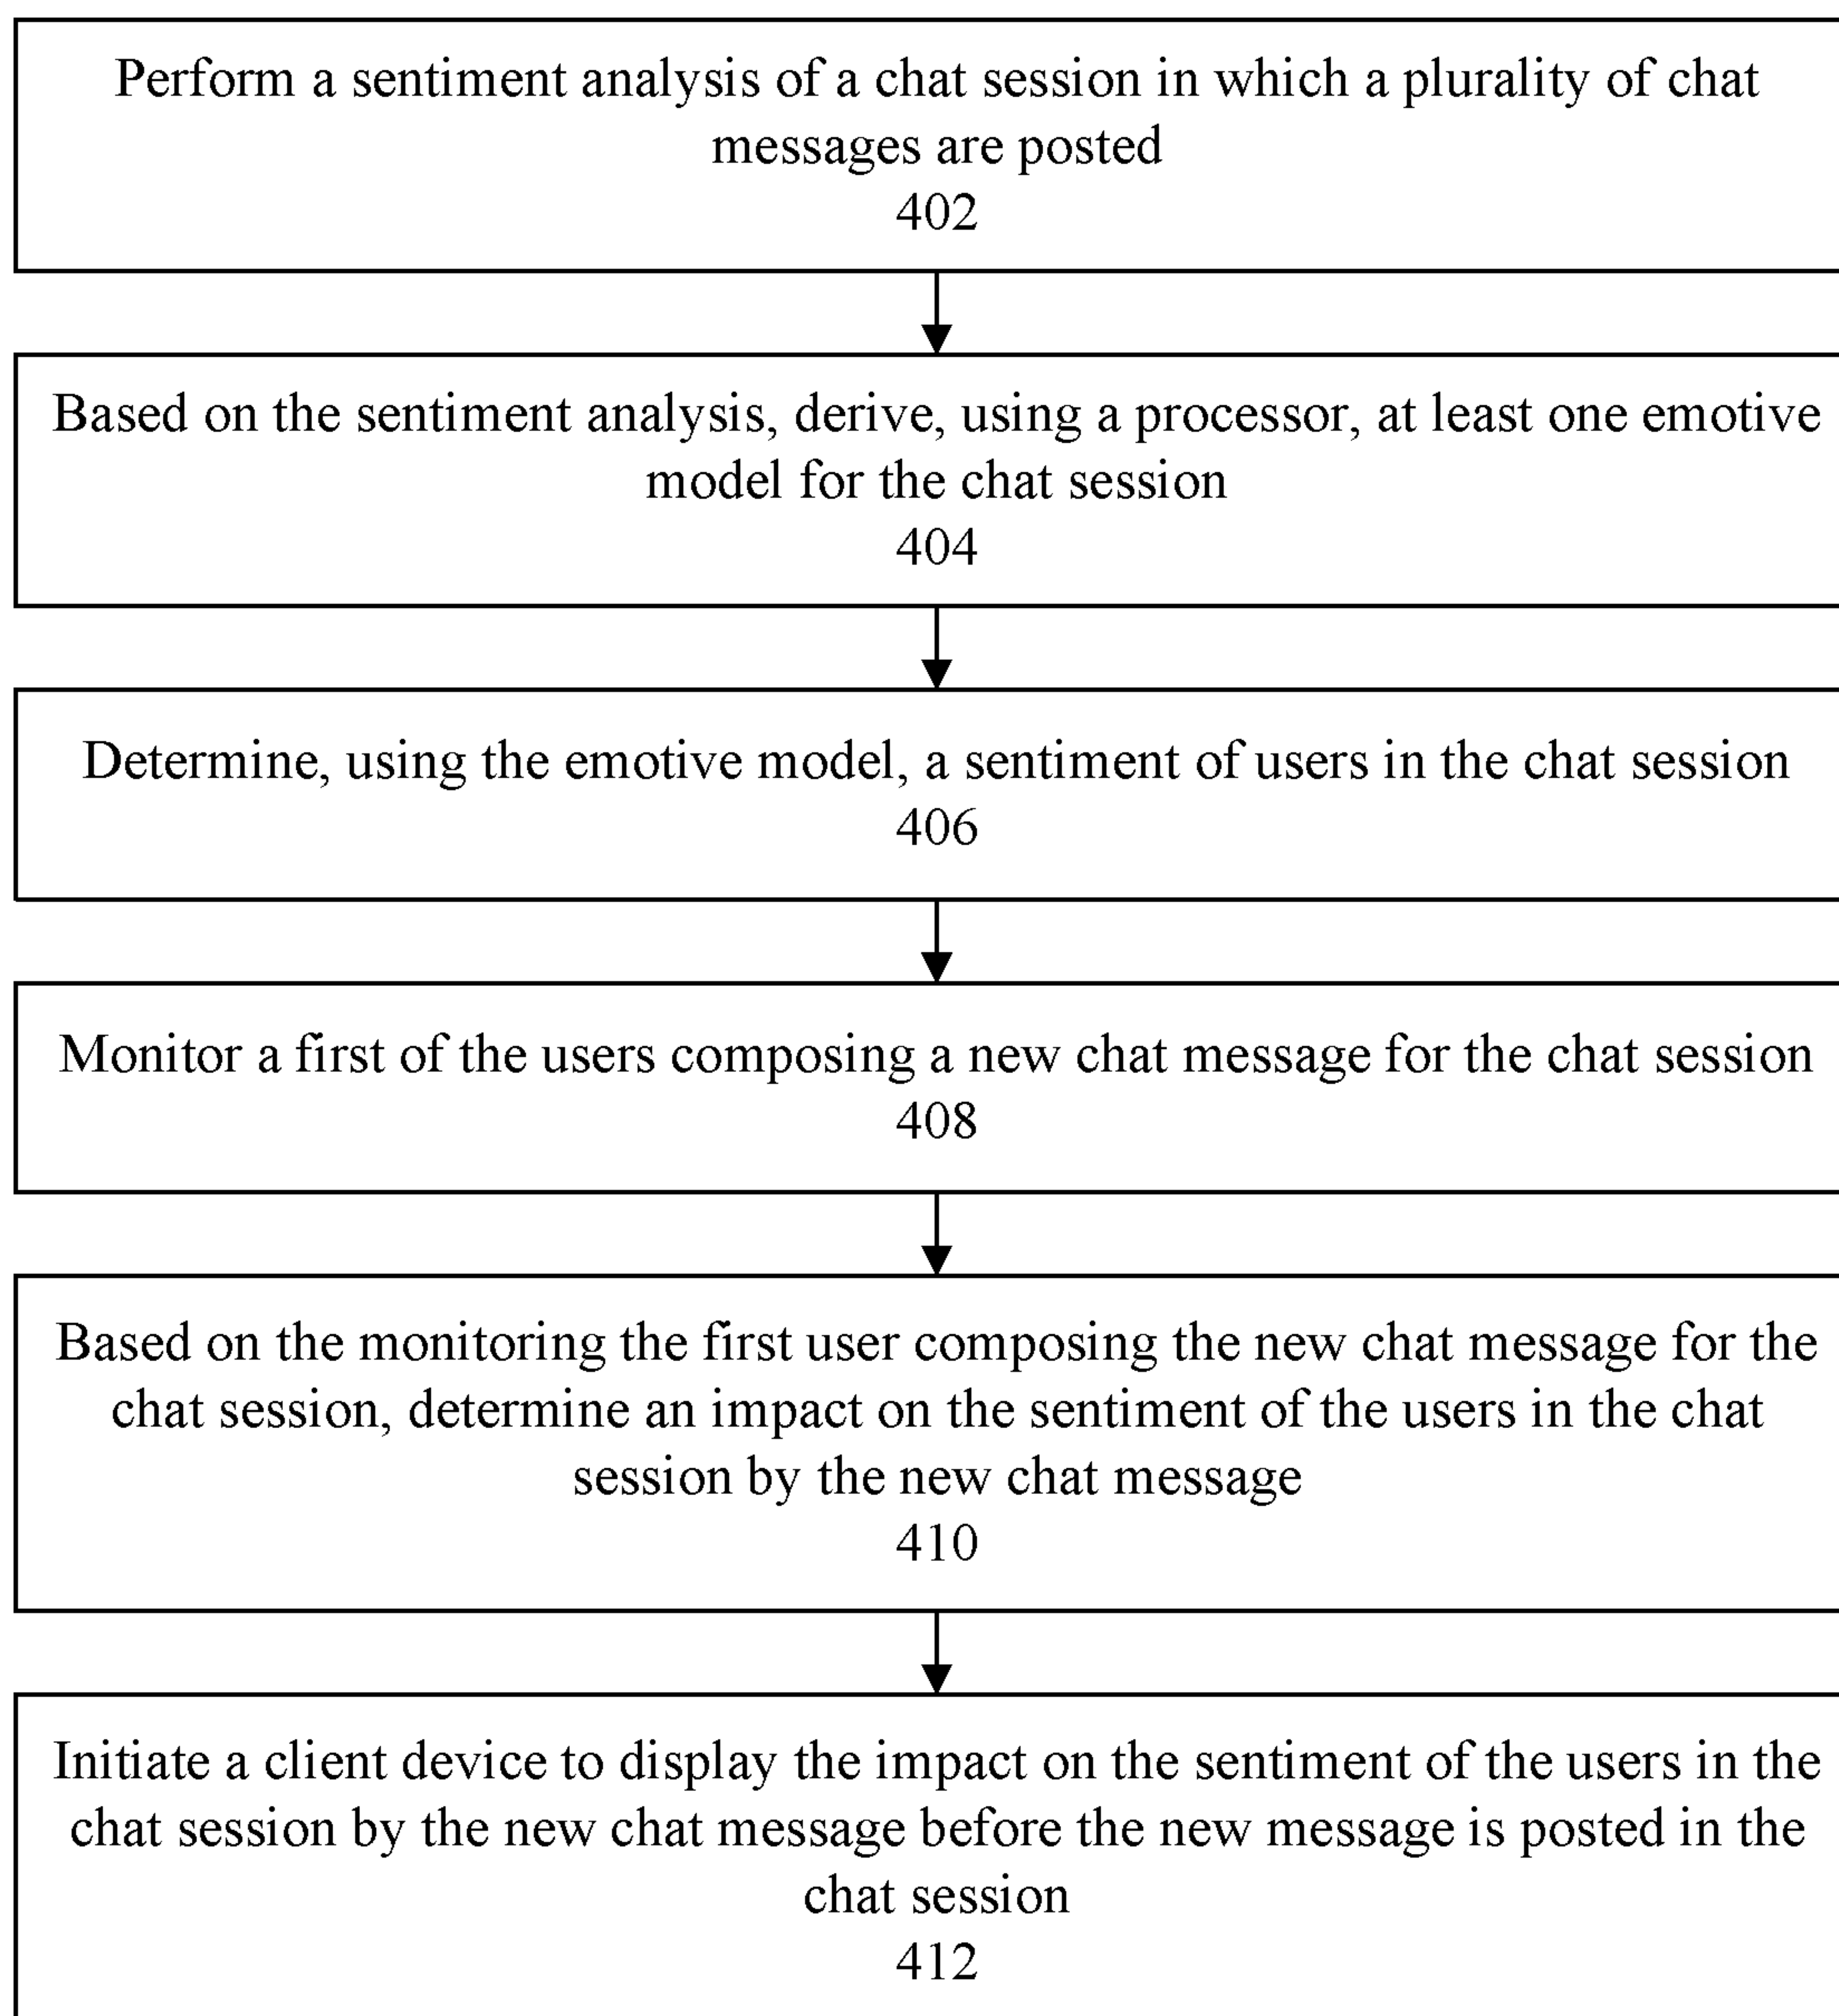 Perform a sentiment analysis of a chat session in which a plurality of chat
messages are posted
402
Based on the sentiment analysis, derive, using a processor, at least one emotive
model for the chat session
404
Determine, using the emotive model, a sentiment of users in the chat session
406
Monitor a first of the users composing a new chat message for the chat session
408
Based on the monitoring the first user composing the new chat message for the
chat session, determine an impact on the sentiment of the users in the chat
session by the new chat message
410
Initiate a client device to display the impact on the sentiment of the users in the
chat session by the new chat message before the new message is posted in the
chat session
412